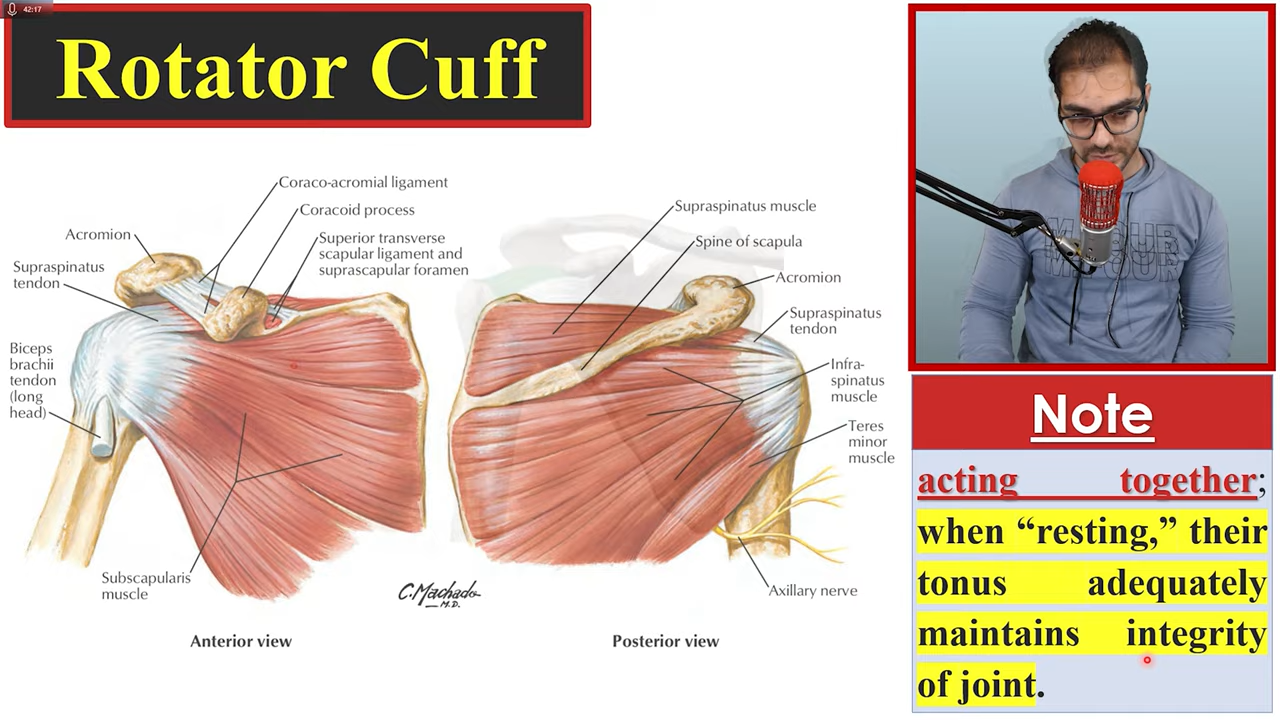 42:17
Rotator Cuff
Coraco-acromial ligament
Coracoid process
Superior transverse
scapular ligament and
suprascapular foramen
Acromion
Supraspinatus
tendon
Biceps
brachii
tendon
(long
head)
Subscapularis
muscle
Anterior view
C.Machado
M.D.
Supraspinatus muscle
Spine of scapula
Acromion
Supraspinatus
tendon
Infra-
spinatus
muscle
Teres
minor
muscle
Axillary nerve
Posterior view
Note
acting together;
when “resting,” their
tonus adequately
maintains integrity
of joint.